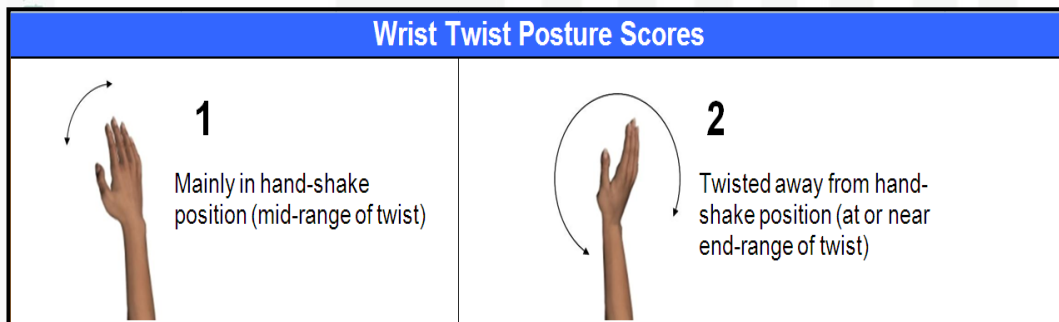 Wrist Twist Posture Scores
1
Mainly in hand-shake
position (mid-range of twist)
2
Twisted away from hand-
shake position (at or near
end-range of twist)